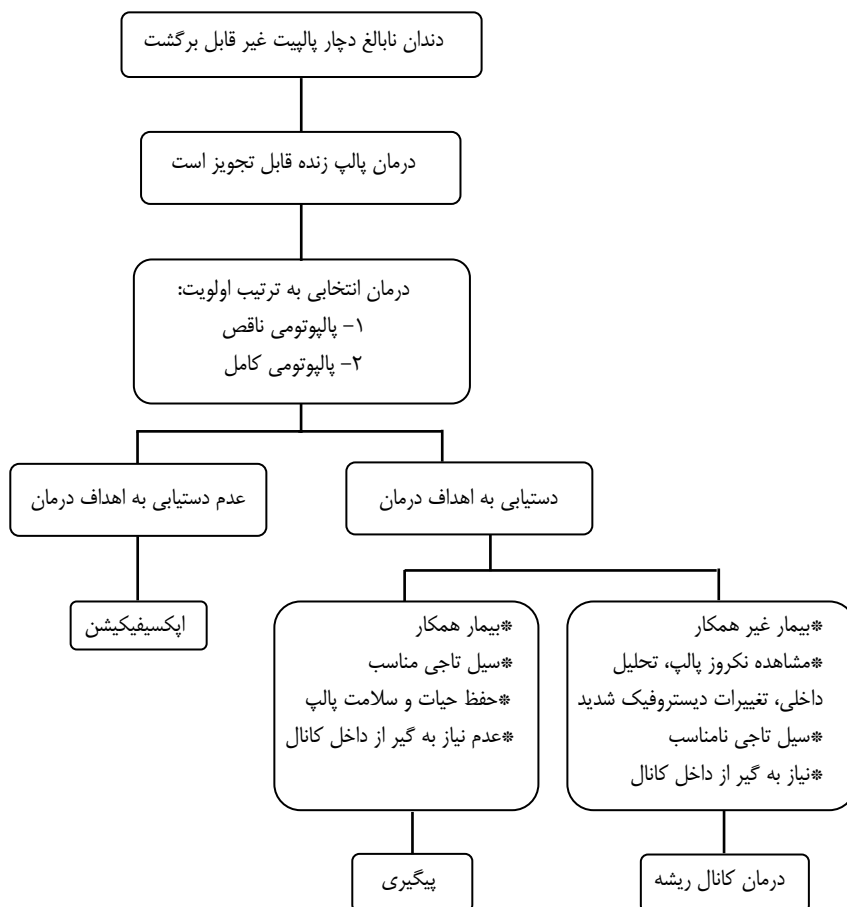 دندان نابالغ دچار پالپیت غیر قابل برگشت
درمان پالپ زنده قابل تجویز است
درمان انتخابی به ترتیب اولویت:
۱- پالپوتومی ناقص
۲- پالپوتومی کامل
دستیابی به اهداف درمان
عدم دستیابی به اهداف درمان
*بیمار غیر همکار
*مشاهده نکروز پالپ، تحلیل
داخلی، تغییرات دیستروفیک شدید
*سیل تاجی نامناسب
*نیاز به گیر از داخل کانال
*بیمار همکار
*سیل تاجی مناسب
*حفظ حیات و سلامت پالپ
*عدم نیاز به گیر از داخل کانال
اپکسیفیکیشن
درمان کانال ریشه
پیگیری